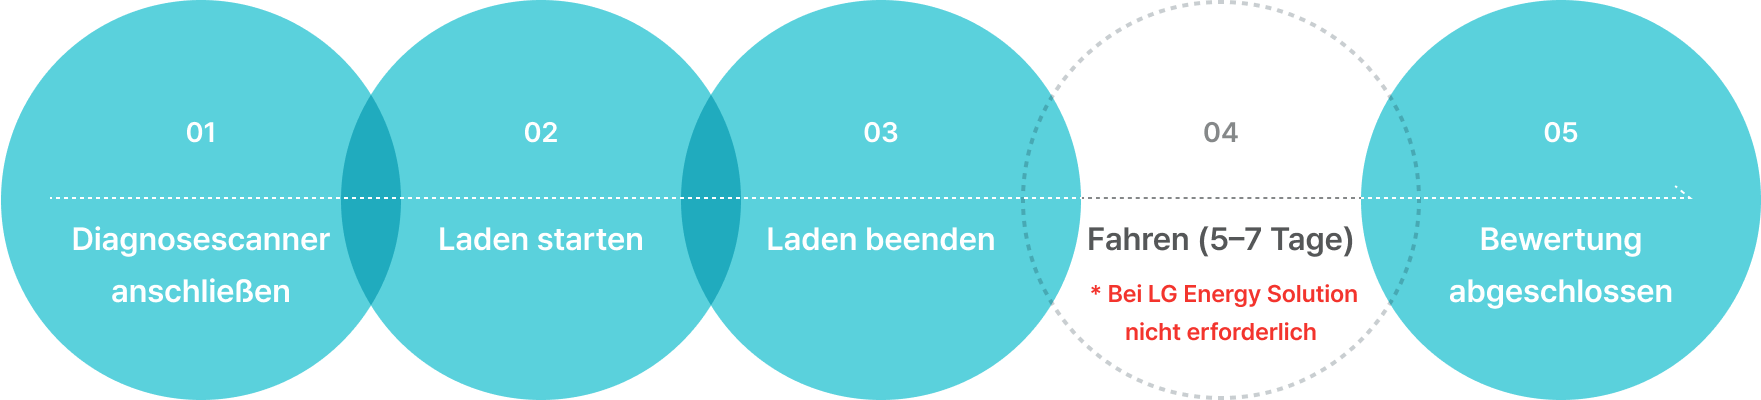 01
Diagnosescanner
anschließen
02
Laden starten
03
Laden beenden
04
Fahren (5–7 Tage)
* Bei LG Energy Solution
nicht erforderlich
05
Bewertung
abgeschlossen